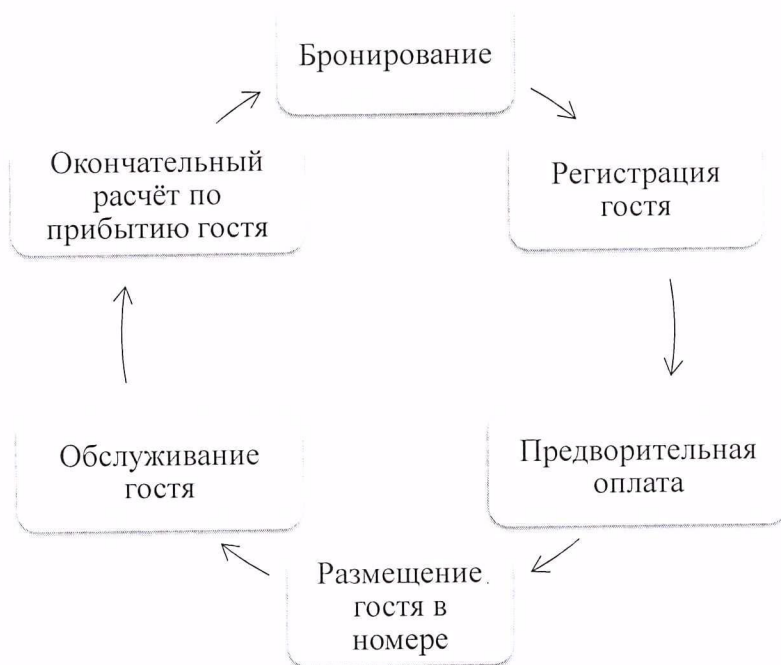 Бронирование
Регистрация
гостя
Предворительная
оплата
Размещение
гостя в
номере
Обслуживание
гостя
Окончательный
расчёт по
прибытию гостя